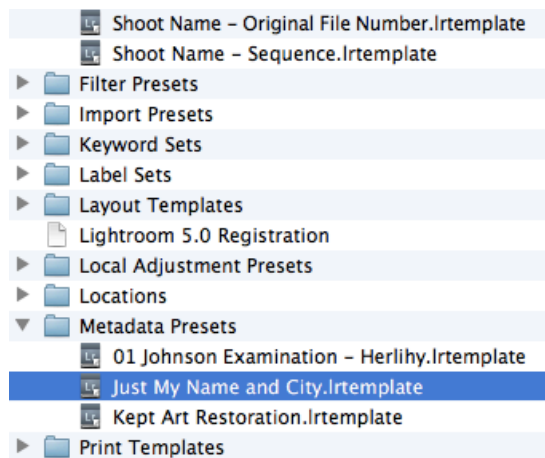 Shoot Name – Original File Number.lrtemplate
Shoot Name – Sequence.lrtemplate
Filter Presets
Import Presets
Keyword Sets
Label Sets
Layout Templates
Lightroom 5.0 Registration
Local Adjustment Presets
Locations
Metadata Presets
01 Johnson Examination – Herlihy.lrtemplate
Just My Name and City.lrtemplate
Kept Art Restoration.lrtemplate
Print Templates